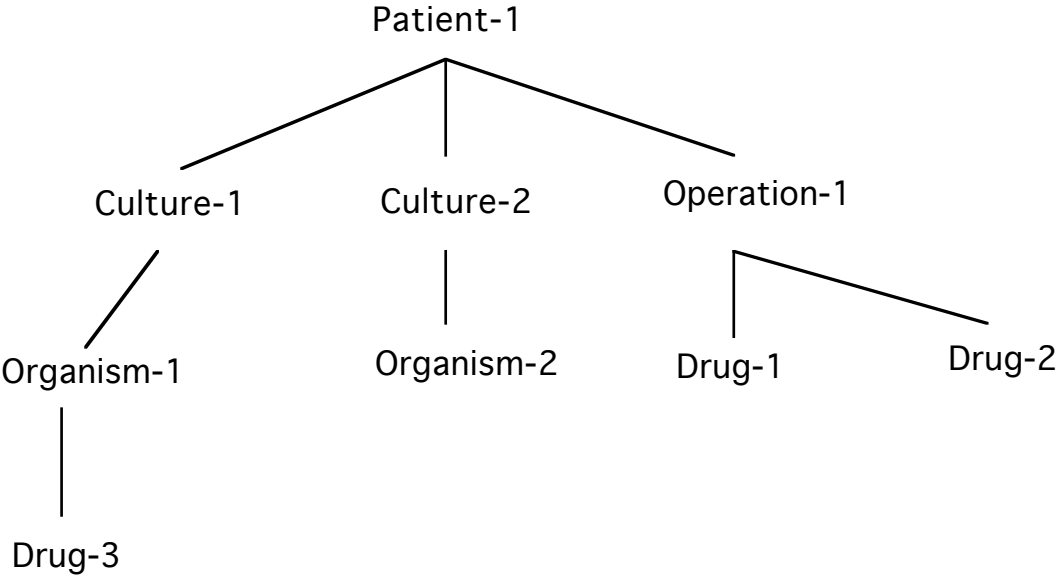 Patient-1
Culture-1
Culture-2
Operation-1
Organism-1
Organism-2
Drug-1
Drug-2
Drug-3